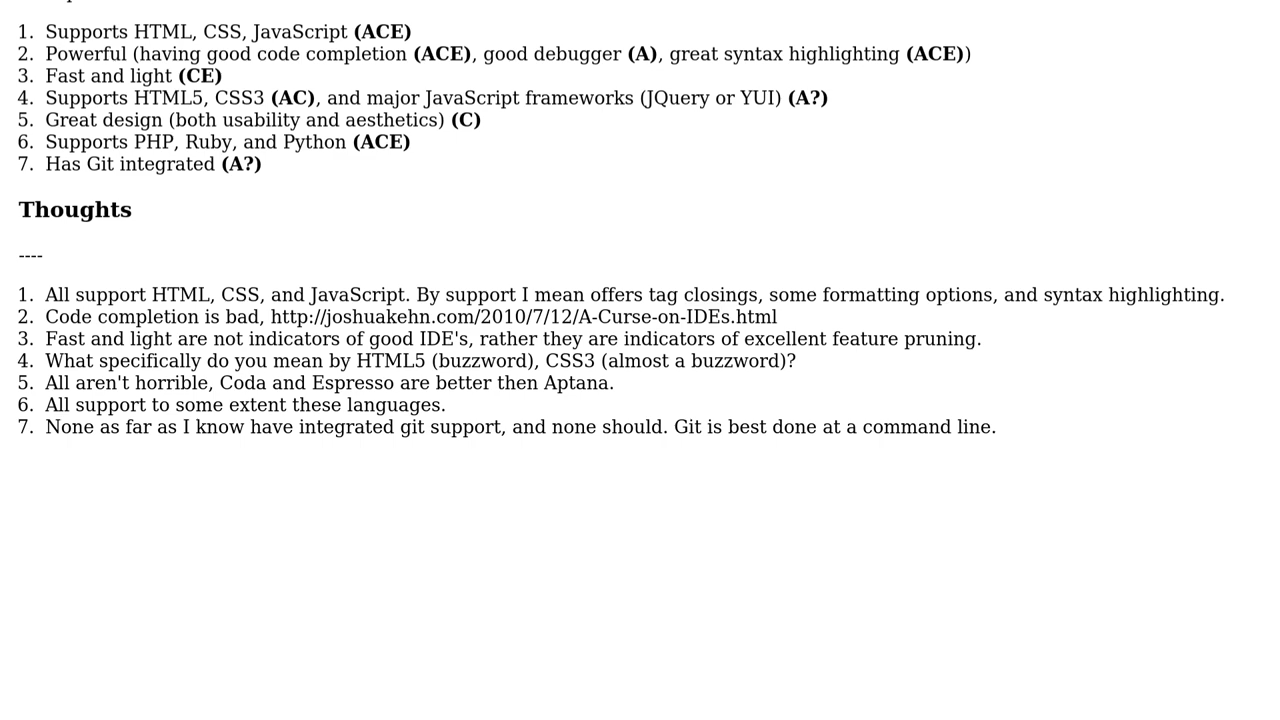 1. Supports HTML, CSS, JavaScript (ACE)
2. Powerful (having good code completion (ACE), good debugger (A), great syntax highlighting (ACE))
3. Fast and light (CE)
4. Supports HTML5, CSS3 (AC), and major JavaScript frameworks (JQuery or YUI) (A?)
5. Great design (both usability and aesthetics) (C)
6. Supports PHP, Ruby, and Python (ACE)
7. Has Git integrated (A?)
Thoughts
----
1. All support HTML, CSS, and JavaScript. By support I mean offers tag closings, some formatting options, and syntax highlighting.
2. Code completion is bad, http://joshuakehn.com/2010/7/12/A-Curse-on-IDEs.html
3. Fast and light are not indicators of good IDE's, rather they are indicators of excellent feature pruning.
4. What specifically do you mean by HTML5 (buzzword), CSS3 (almost a buzzword)?
5. All aren't horrible, Coda and Espresso are better then Aptana.
6. All support to some extent these languages.
7. None as far as I know have integrated git support, and none should. Git is best done at a command line.